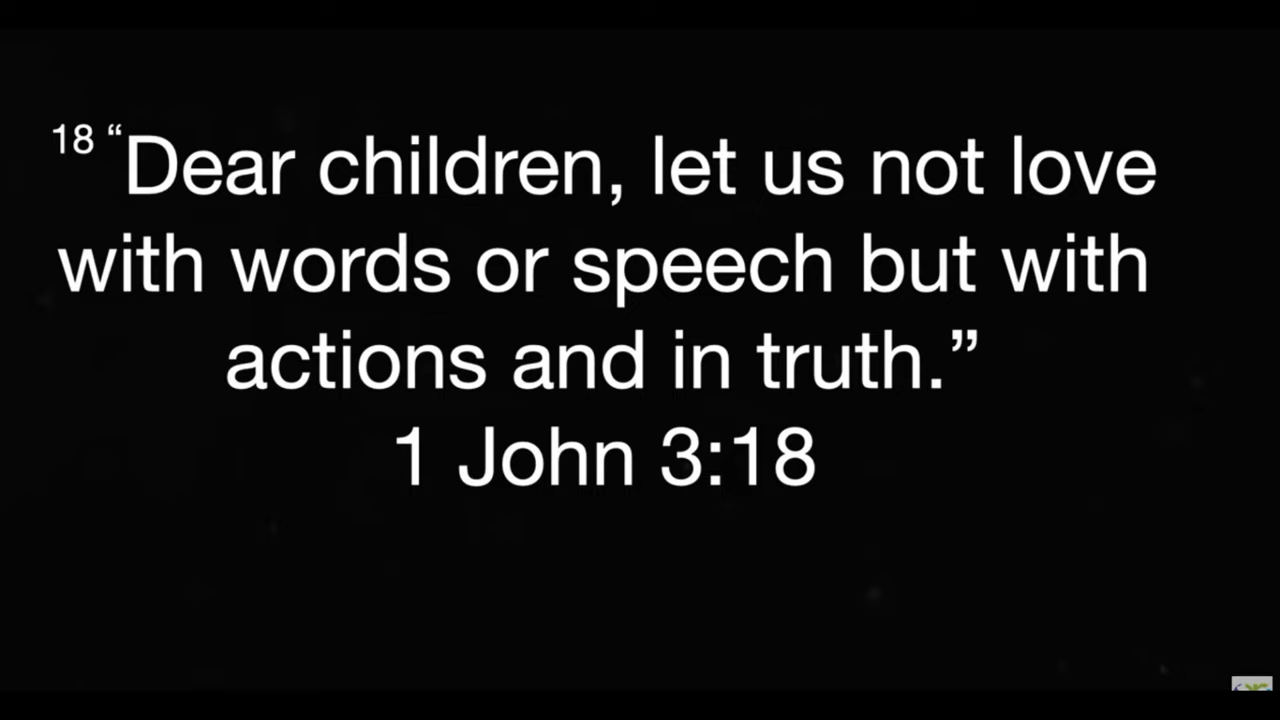 18 “Dear children, let us not love
with words or speech but with
actions and in truth.”
1 John 3:18